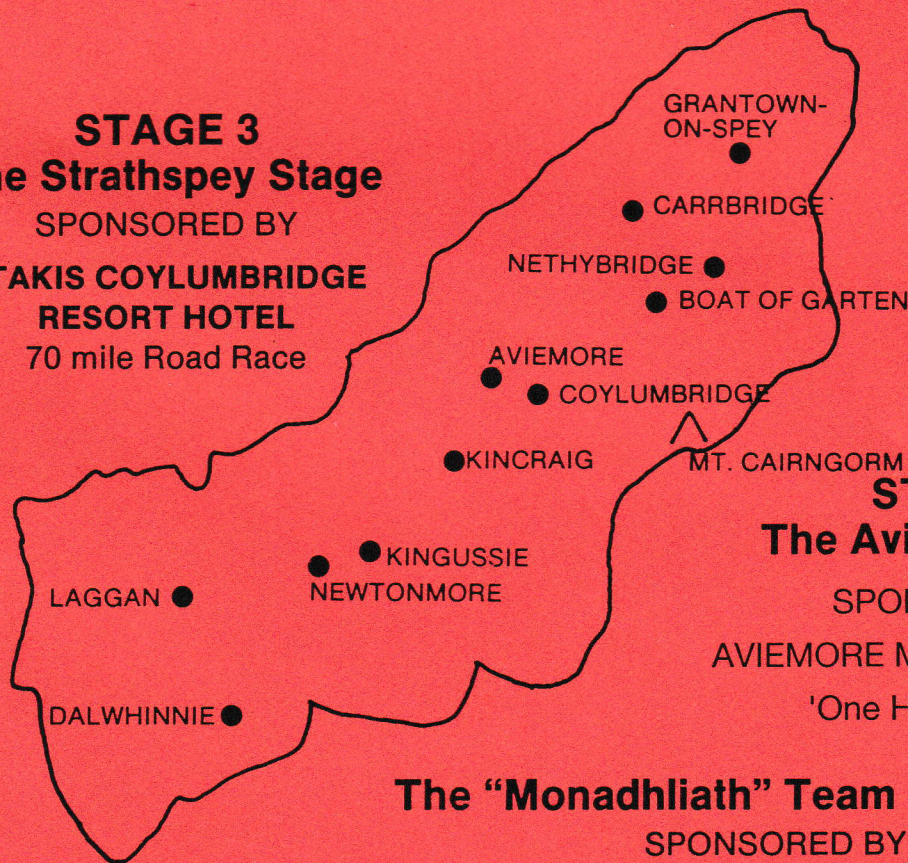 STAGE 3
e Strathspey Stage
SPONSORED BY
TAKIS COYLUMBRIDGE
RESORT HOTEL
70 mile Road Race
GRANTOWN-
ON-SPEY
CARRBRIDGE
NETHYBRIDGE
BOAT OF GARTEN
AVIEMORE
COYLUMBRIDGE
KINCRAIG
MT. CAIRNGORM
KINGUSSIE
NEWTONMORE
LAGGAN
DALWHINNIE
ST
The Avi
SPO
AVIEMORE M
'One H
The “Monadhliath” Team
SPONSORED BY